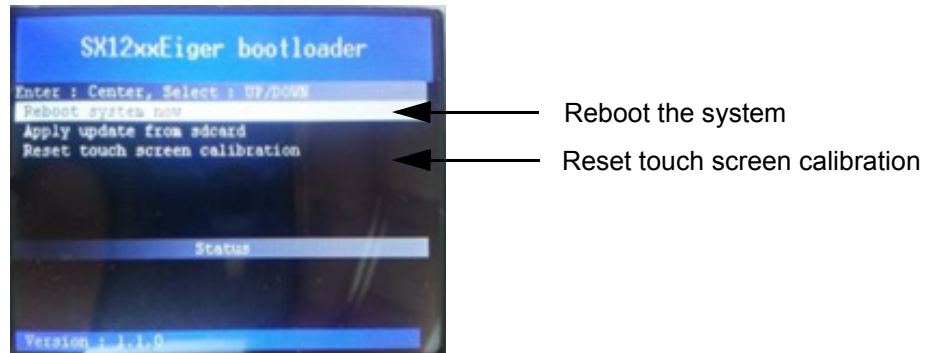 SX12xxEiger bootloader
Enter : Center, Select : UP/DOWN
Reboot system now
Reboot the system
Apply update from sdcard
Reset touch screen calibration
Reset touch screen calibration
Status
Version : 1.1.0